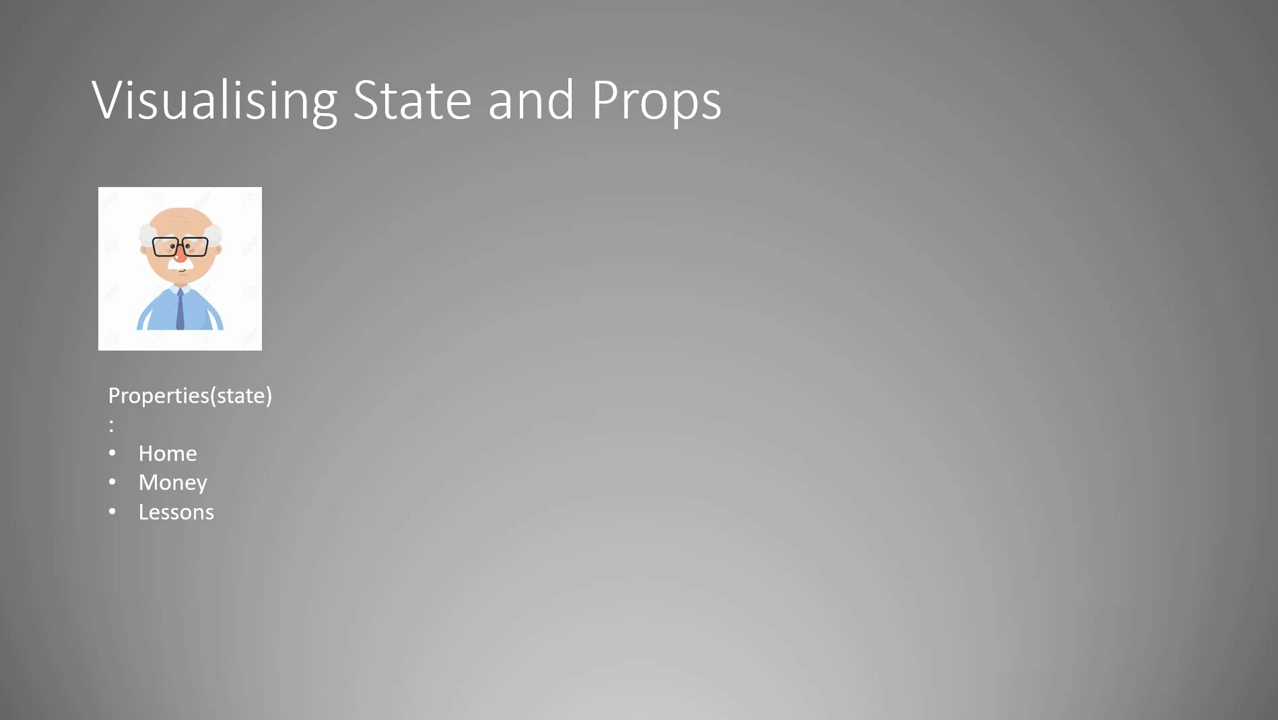 Visualising State and Props
Properties(state)
:
• Home
• Money
• Lessons